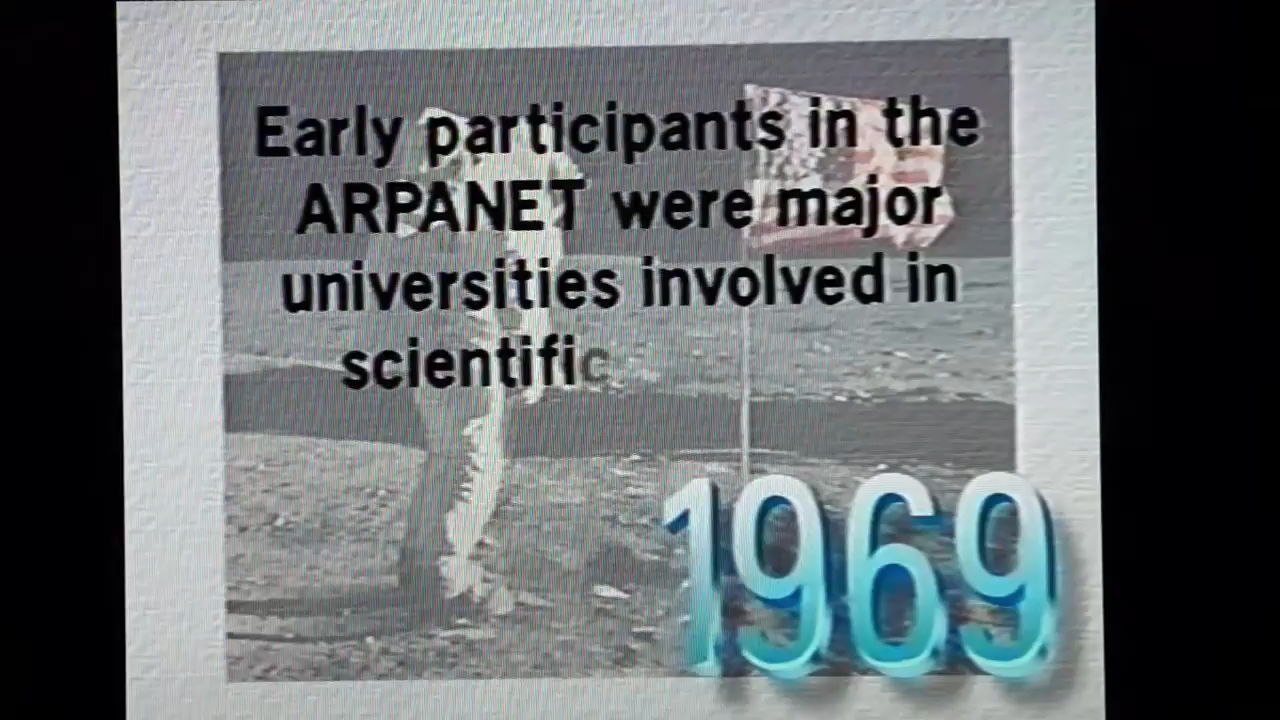 Early participants in the
ARPANET were major
universities involved in
scientific
1969